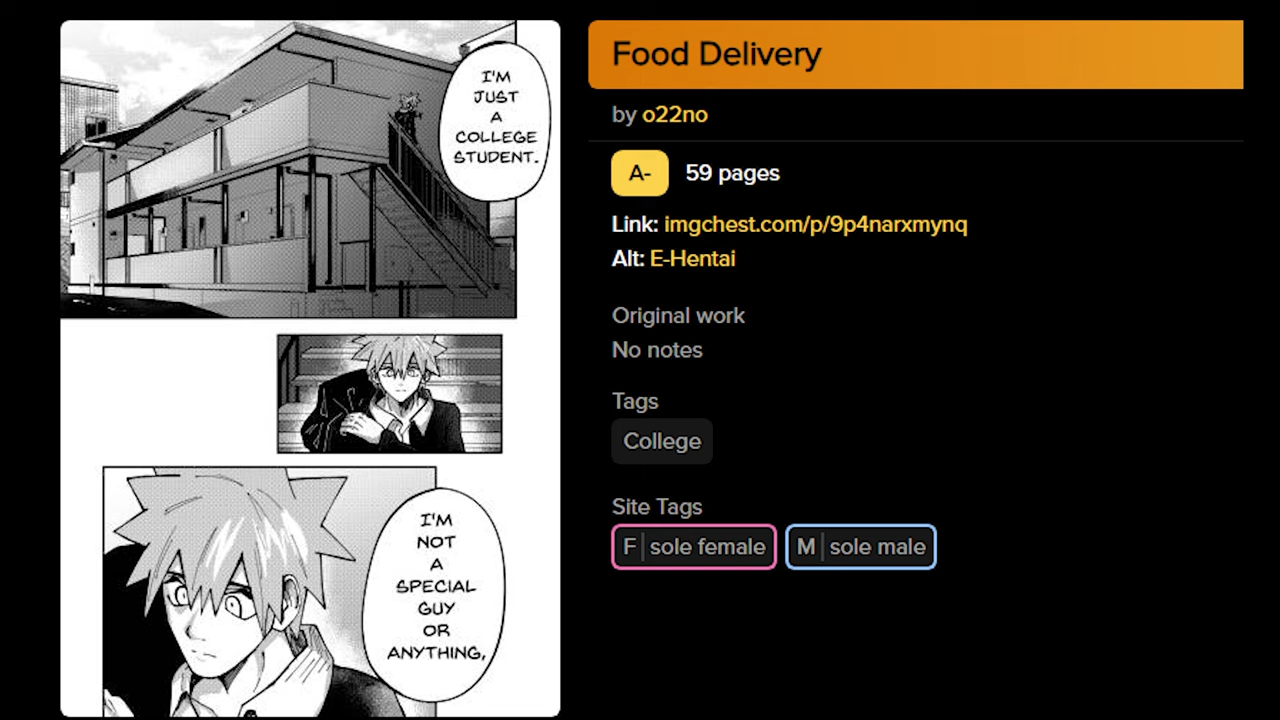 I'M
JUST
A
COLLEGE
STUDENT.
I'M
NOT
A
SPECIAL
GUY
OR
ANYTHING,
Food Delivery
by o22no
A- 59 pages
Link: imgchest.com/p/9p4narxmynq
Alt: E-Hentai
Original work
No notes
Tags
College
Site Tags
F | sole female M | sole male